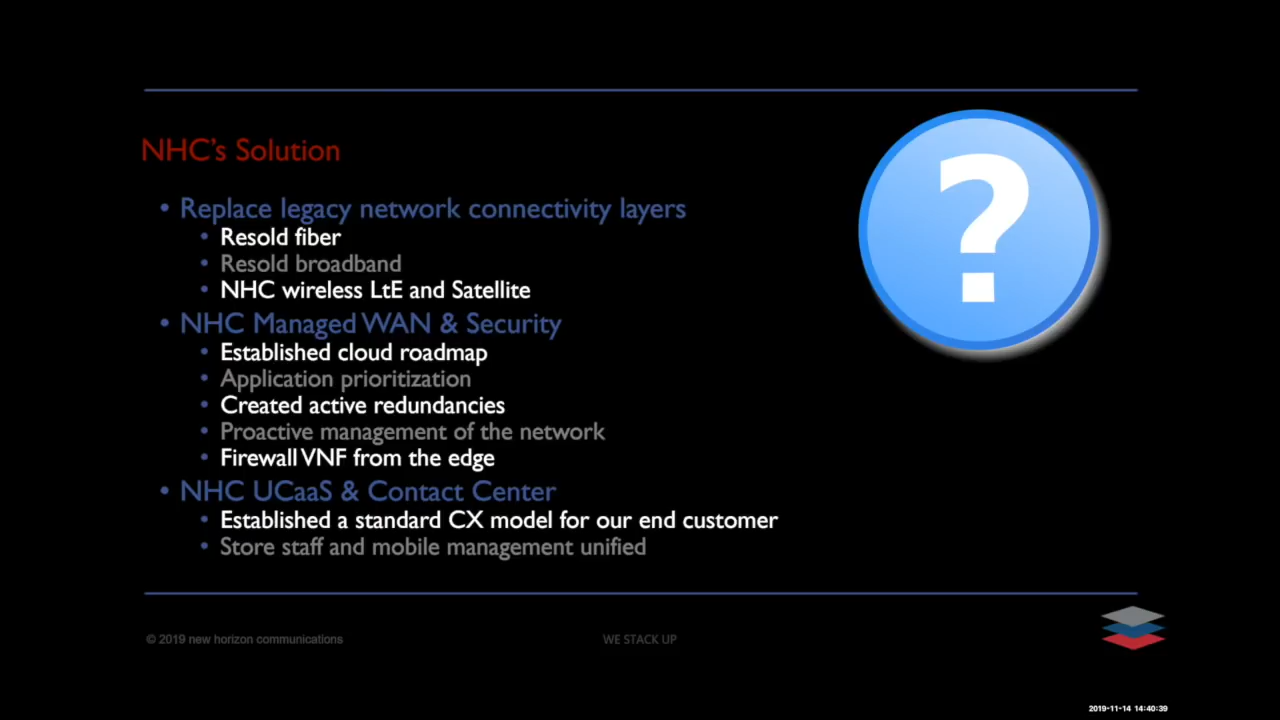 NHC's Solution
• Replace legacy network connectivity layers
• Resold fiber
• Resold broadband
• NHC wireless LtE and Satellite
• NHC Managed WAN & Security
• Established cloud roadmap
• Application prioritization
• Created active redundancies
• Proactive management of the network
• Firewall VNF from the edge
• NHC UCaaS & Contact Center
• Established a standard CX model for our end customer
• Store staff and mobile management unified
?
© 2019 new horizon communications
WE STACK UP
2019-11-14 14:40:39